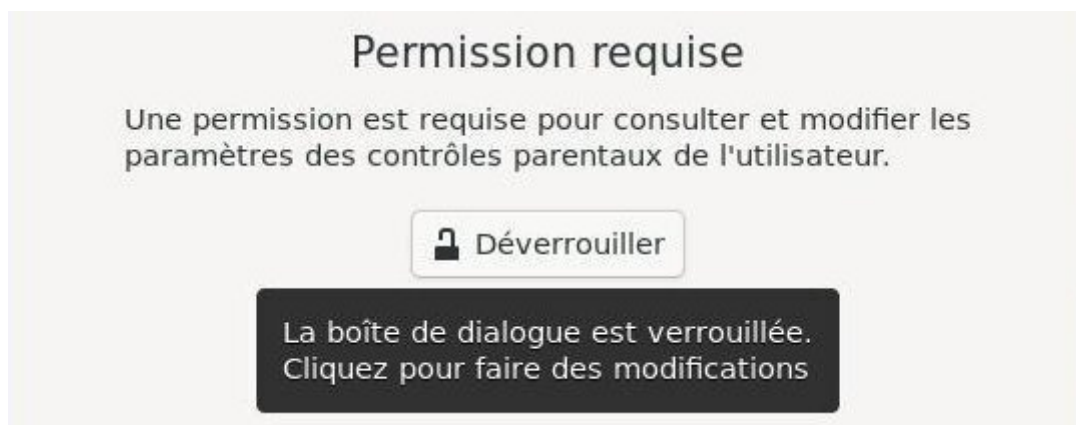 Permission requise
Une permission est requise pour consulter et modifier les
paramètres des contrôles parentaux de l'utilisateur.
Déverrouiller
La boîte de dialogue est verrouillée.
Cliquez pour faire des modifications